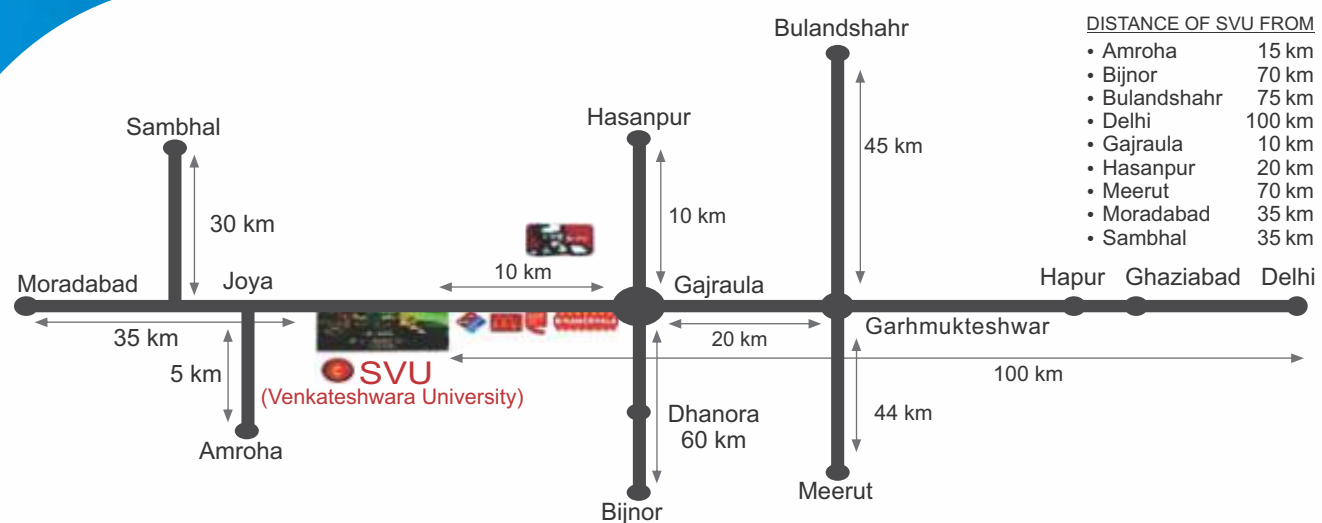 Bulandshahr
DISTANCE OF SVU FROM
• Amroha 15 km
• Bijnor 70 km
• Bulandshahr 75 km
• Delhi 100 km
• Gajraula 10 km
• Hasanpur 20 km
• Meerut 70 km
• Moradabad 35 km
• Sambhal 35 km
Sambhal
Hasanpur
45 km
30 km
10 km
10 km
Moradabad
Joya
Gajraula
Hapur Ghaziabad Delhi
Garhmukteshwar
35 km
20 km
5 km
SVU
(Venkateshwara University)
100 km
Dhanora
60 km
44 km
Amroha
Meerut
Bijnor